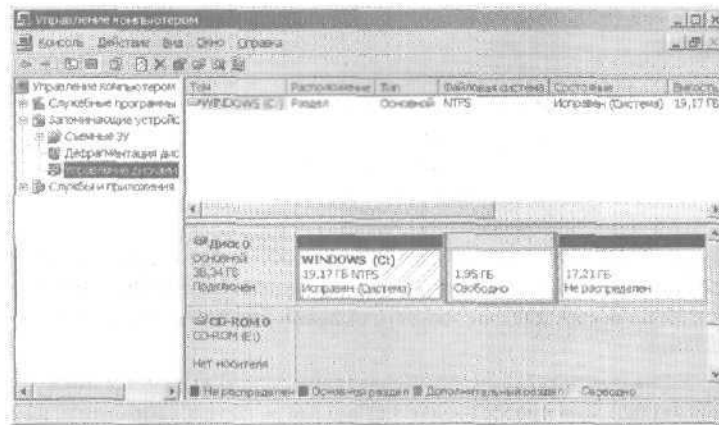 Управление компьютером
Консоль Действие Вид Окно Справка
Управление компьютером
Служебные программы
Запоминающие устройс
Съемные ЗУ
Дефрагментация дис
Управление дисками
Службы и приложения
Том Расположение Тип Файловая система Состояние Емкость
WINDOWS (C:) Раздел Основной NTFS Исправен (Система) 19,17 ГБ
Диск 0
Основной
38,34 ГБ
Подключен
WINDOWS (C:)
19,17 ГБ NTFS
Исправен (Система)
1,95 ГБ
Свободно
17,21 ГБ
Не распределен
CD-ROM 0
CD-ROM (E:)
Нет носителя
Не распределен Основной раздел Дополнительный раздел Свободно